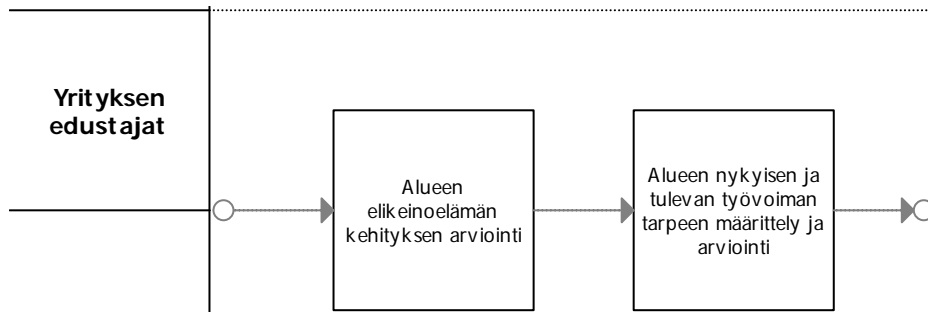 Yrityksen
edustajat
Alueen
elikeinoelämän
kehityksen arviointi
Alueen nykyisen ja
tulevan työvoiman
tarpeen määrittely ja
arviointi